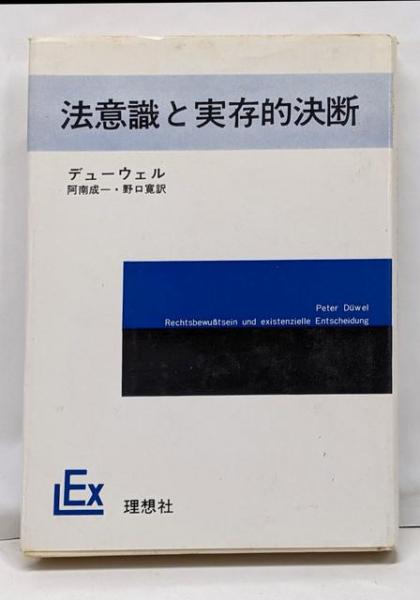 法意識と実存的決断
デューウェル
阿南成一・野口寛訳
Peter Düwel
Rechtsbewußtsein und existenzielle Entscheidung
LEx
理想社